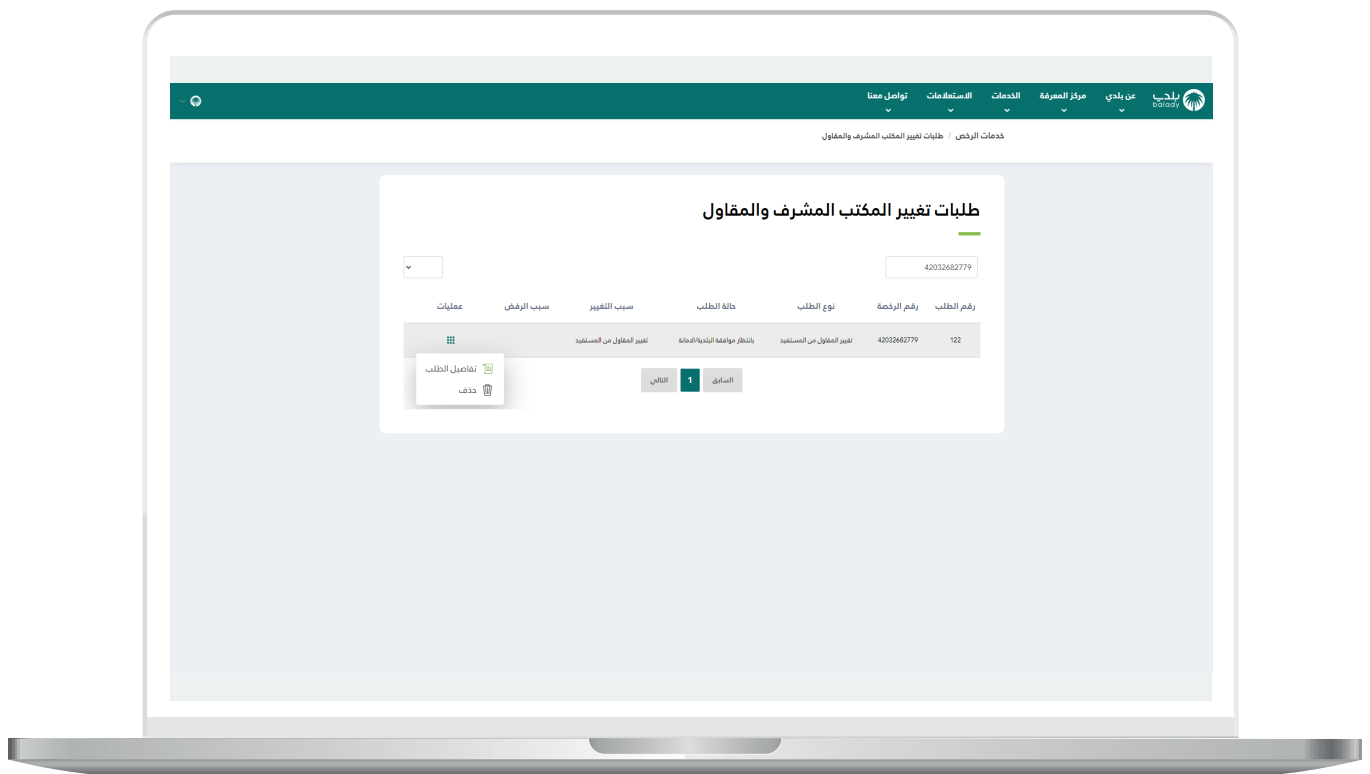 بلدي balady عن بلدي مركز المعرفة الخدمات الاستعلامات تواصل معنا
خدمات الرخص / طلبات تغيير المكتب المشرف والمقاول
طلبات تغيير المكتب المشرف والمقاول
42032682779
رقم الطلب رقم الرخصة نوع الطلب حالة الطلب سبب التغيير سبب الرفض عمليات
122 42032682779 تغيير المقاول من المستفيد بانتظار موافقة البلدية/الامانة تغيير المقاول من المستفيد
تفاصيل الطلب
حذف
السابق 1 التالي